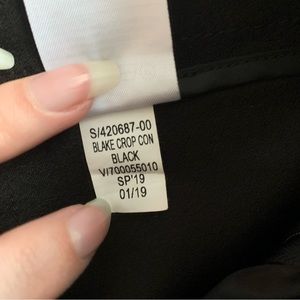 S/420687-00
BLAKE CROP CON
BLACK
V/700055010
SP'19
01/19